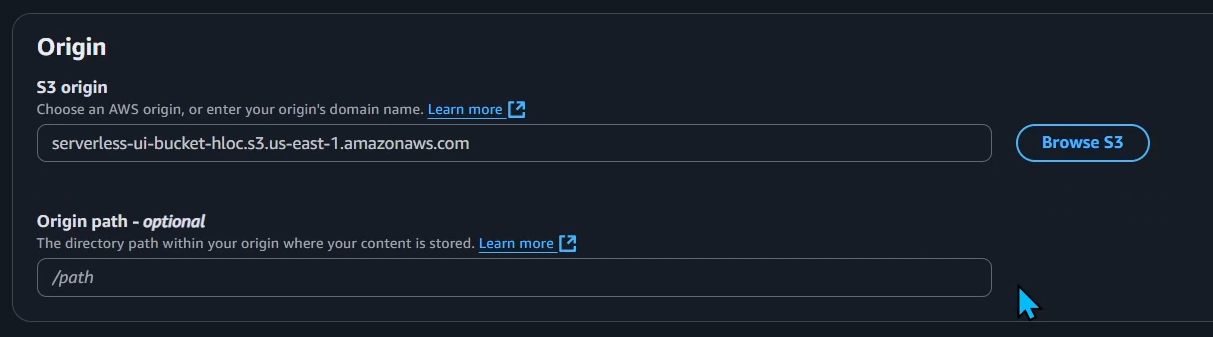 Origin
S3 origin
Choose an AWS origin, or enter your origin's domain name. Learn more
serverless-ui-bucket-hloc.s3.us-east-1.amazonaws.com
Browse S3
Origin path - optional
The directory path within your origin where your content is stored. Learn more
/path